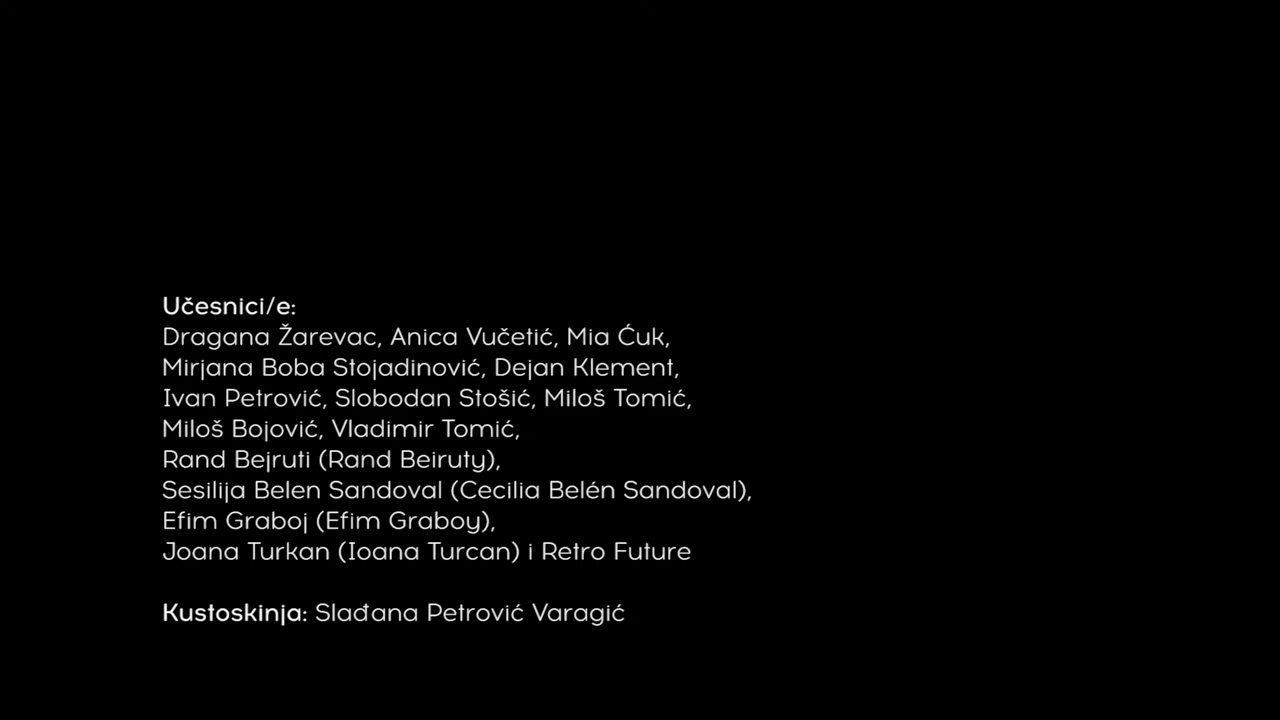 Učesnici/e:
Dragana Žarevac, Anica Vučetić, Mia Ćuk,
Mirjana Boba Stojadinović, Dejan Klement,
Ivan Petrović, Slobodan Stošić, Miloš Tomić,
Miloš Bojović, Vladimir Tomić,
Rand Bejruti (Rand Beiruty),
Sesilija Belen Sandoval (Cecilia Belén Sandoval),
Efim Graboj (Efim Graboy),
Joana Turkan (Ioana Turcan) i Retro Future
Kustoskinja: Slađana Petrović Varagić